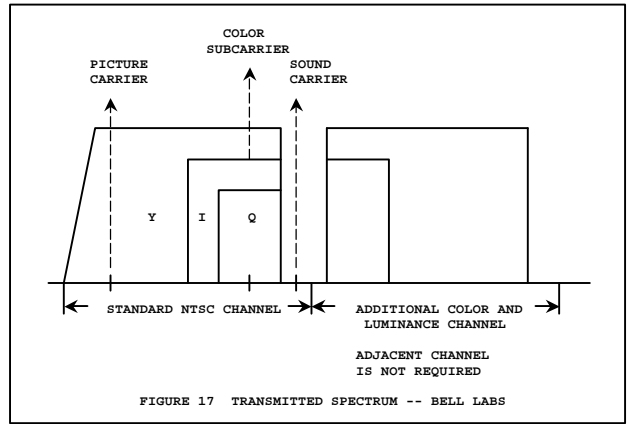 COLOR
SUBCARRIER
PICTURE
CARRIER
SOUND
CARRIER
Y I Q
STANDARD NTSC CHANNEL
ADDITIONAL COLOR AND
LUMINANCE CHANNEL
ADJACENT CHANNEL
IS NOT REQUIRED
FIGURE 17 TRANSMITTED SPECTRUM -- BELL LABS